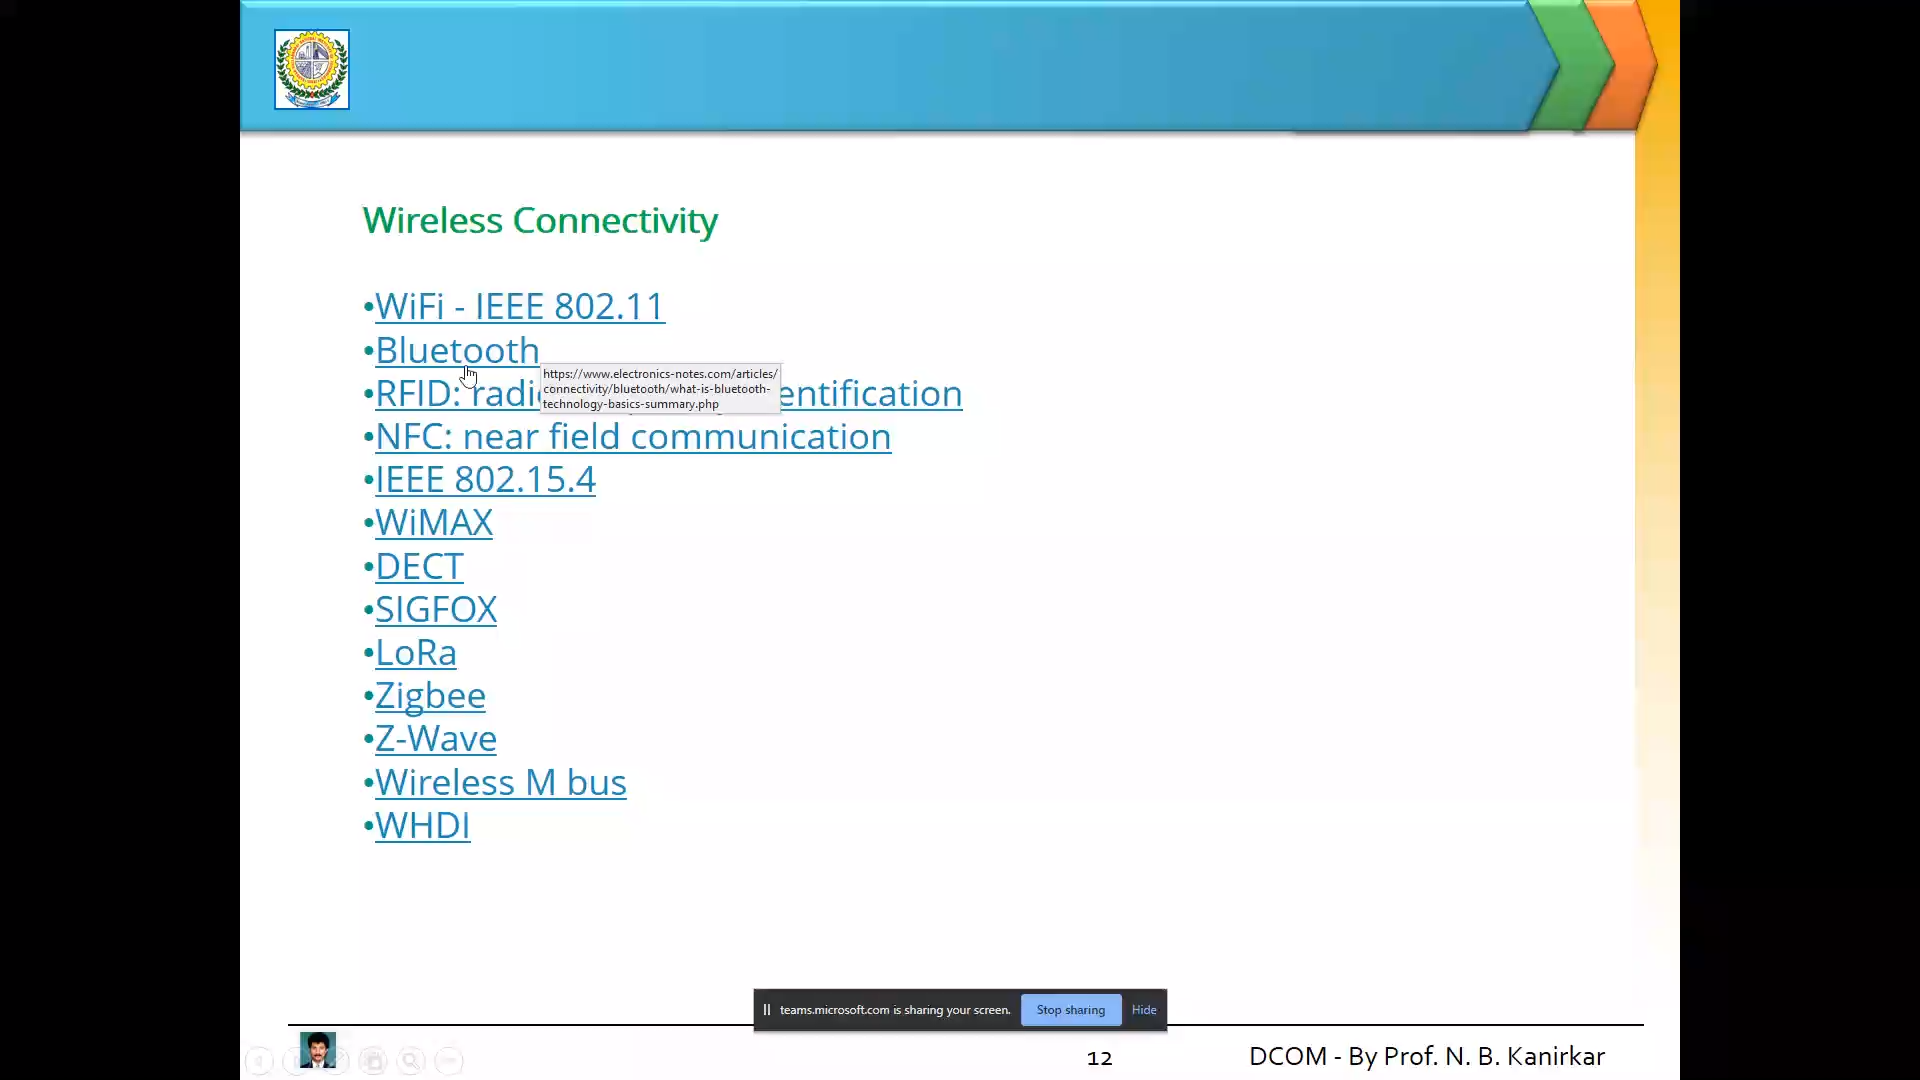 Wireless Connectivity
•WiFi - IEEE 802.11
•Bluetooth
https://www.electronics-notes.com/articles/
connectivity/bluetooth/what-is-bluetooth-
technology-basics-summary.php
•RFID: radi entification
•NFC: near field communication
•IEEE 802.15.4
•WiMAX
•DECT
•SIGFOX
•LoRa
•Zigbee
•Z-Wave
•Wireless M bus
•WHDI
teams.microsoft.com is sharing your screen. Stop sharing Hide
12 DCOM - By Prof. N. B. Kanirkar